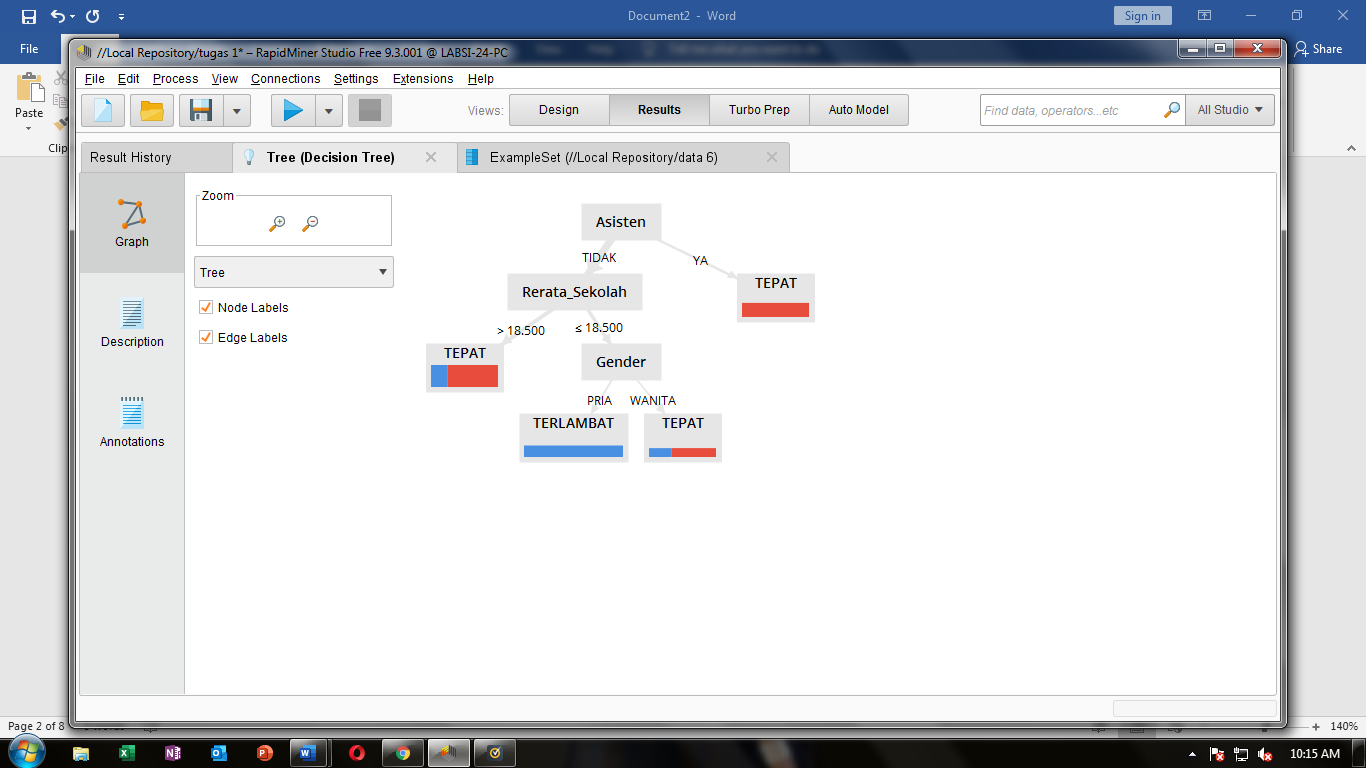 Document2 - Word
Sign in
File
Share
//Local Repository/tugas 1* – RapidMiner Studio Free 9.3.001 @ LABSI-24-PC
File Edit Process View Connections Settings Extensions Help
Paste
Clip
Views: Design Results Turbo Prep Auto Model
Find data, operators...etc
All Studio
Result History
Tree (Decision Tree)
ExampleSet (//Local Repository/data 6)
Graph
Description
Annotations
Zoom
Tree
Node Labels
Edge Labels
Asisten
TIDAK
YA
Rerata_Sekolah
TEPAT
> 18.500
≤ 18.500
TEPAT
Gender
PRIA
WANITA
TERLAMBAT
TEPAT
Page 2 of 8
140%
10:15 AM